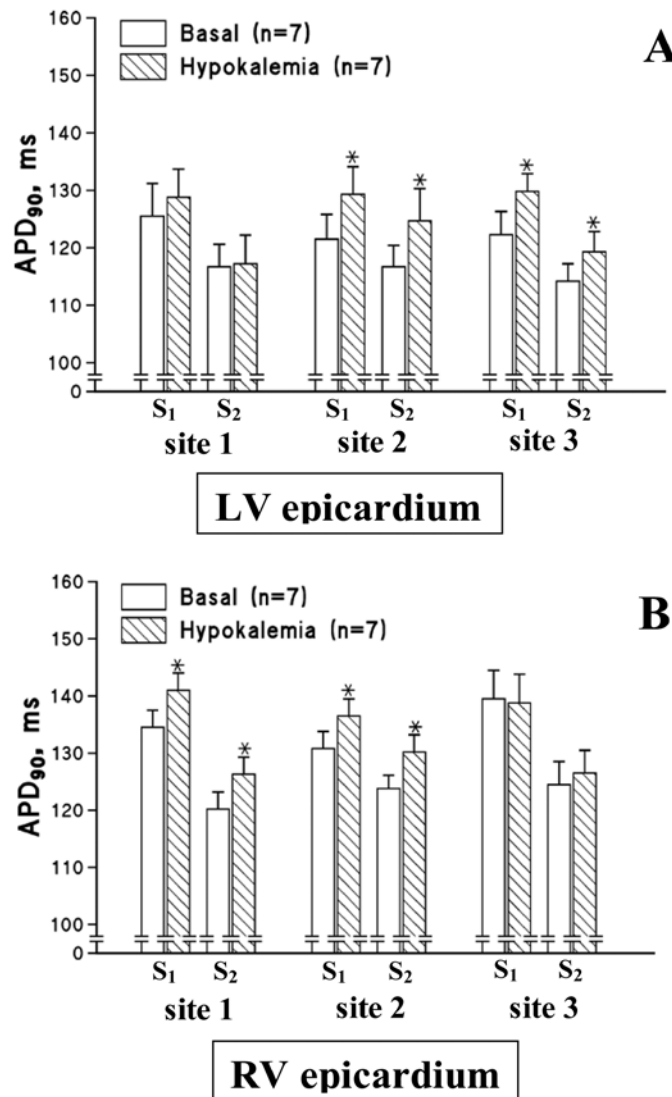 A
Basal (n=7)
Hypokalemia (n=7)
APD90, ms
160
150
140
130
120
110
100
0
* * * *
S1 S2 S1 S2 S1 S2
site 1 site 2 site 3
LV epicardium
B
Basal (n=7)
Hypokalemia (n=7)
APD90, ms
160
150
140
130
120
110
100
0
* * * *
S1 S2 S1 S2 S1 S2
site 1 site 2 site 3
RV epicardium